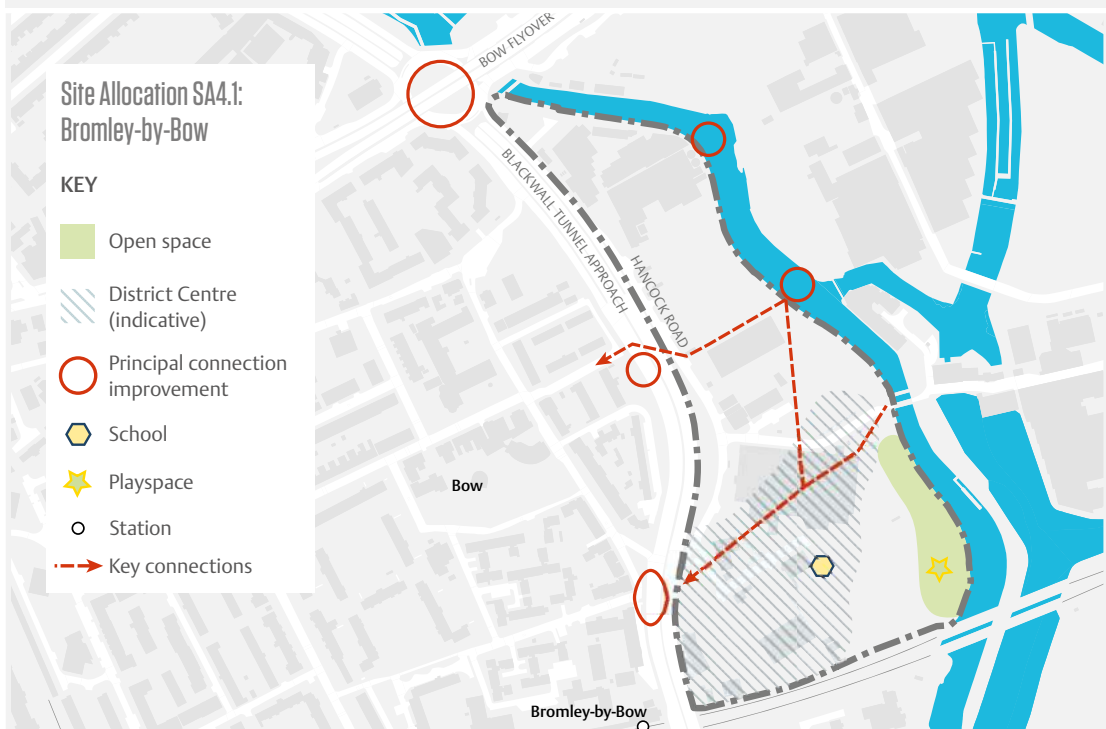 Site Allocation SA4.1:
Bromley-by-Bow
KEY
Open space
District Centre
(indicative)
Principal connection
improvement
School
Playspace
Station
Key connections
BOW FLYOVER
BLACKWALL TUNNEL APPROACH
HANCOCK ROAD
Bow
Bromley-by-Bow